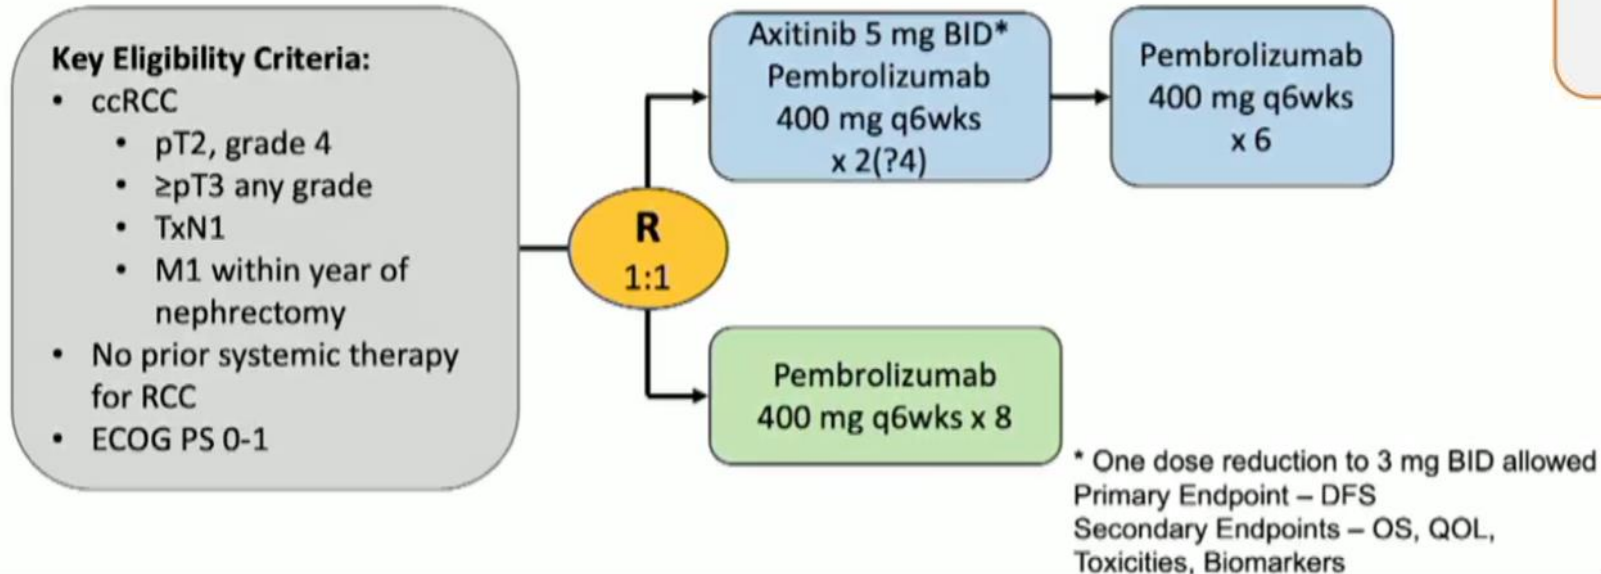 Key Eligibility Criteria:
• ccRCC
• pT2, grade 4
• ≥pT3 any grade
• TxN1
• M1 within year of
nephrectomy
• No prior systemic therapy
for RCC
• ECOG PS 0-1
R
1:1
Axitinib 5 mg BID*
Pembrolizumab
400 mg q6wks
x 2(?4)
Pembrolizumab
400 mg q6wks
x 6
Pembrolizumab
400 mg q6wks x 8
* One dose reduction to 3 mg BID allowed
Primary Endpoint – DFS
Secondary Endpoints – OS, QOL,
Toxicities, Biomarkers